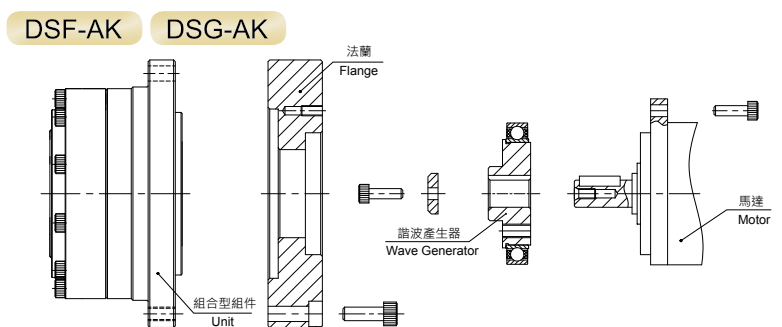 DSF-AK DSG-AK
法蘭
Flange
諧波產生器
Wave Generator
馬達
Motor
組合型組件
Unit